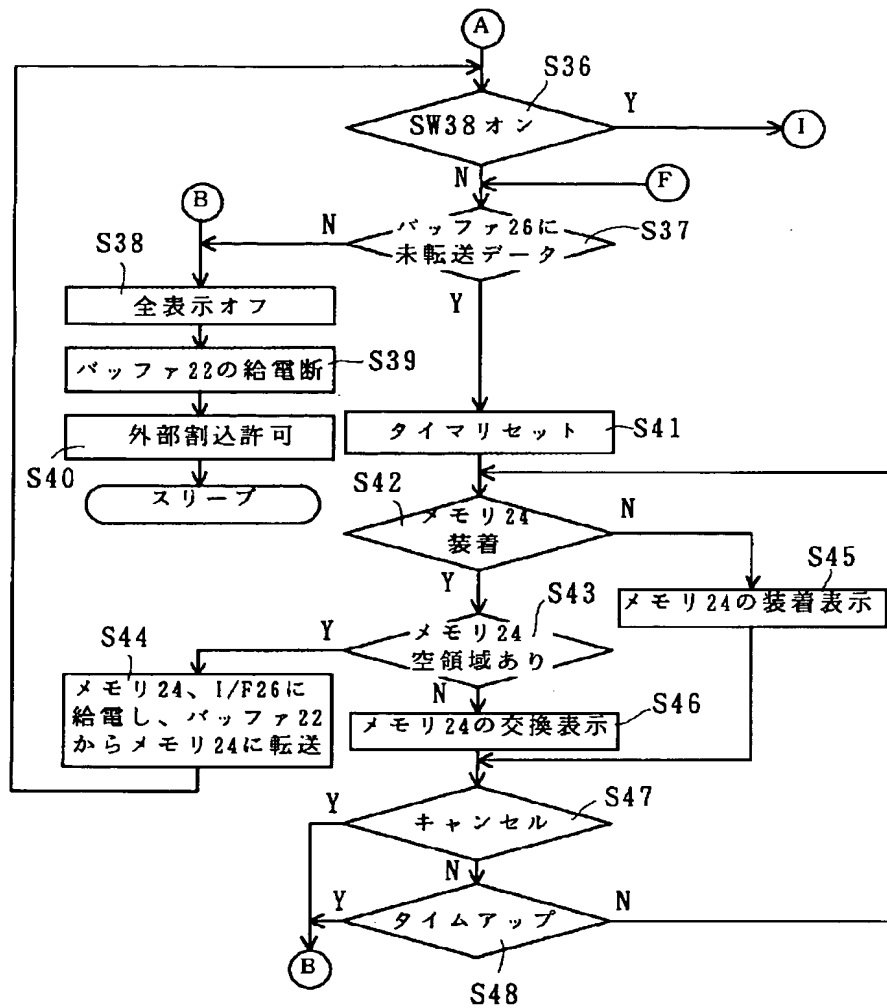 A
S36
SW38オン
Y
I
N
F
B
N
バッファ26に
未転送データ
S37
S38
Y
全表示オフ
バッファ22の給電断
S39
外部割込許可
S40
スリープ
タイマリセット
S41
S42
メモリ24
装着
N
Y
S45
メモリ24の装着表示
S43
メモリ24
空領域あり
Y
N
S44
メモリ24、I/F26に
給電し、バッファ22
からメモリ24に転送
メモリ24の交換表示
S46
S47
Y
キャンセル
N
Y
タイムアップ
N
B
S48